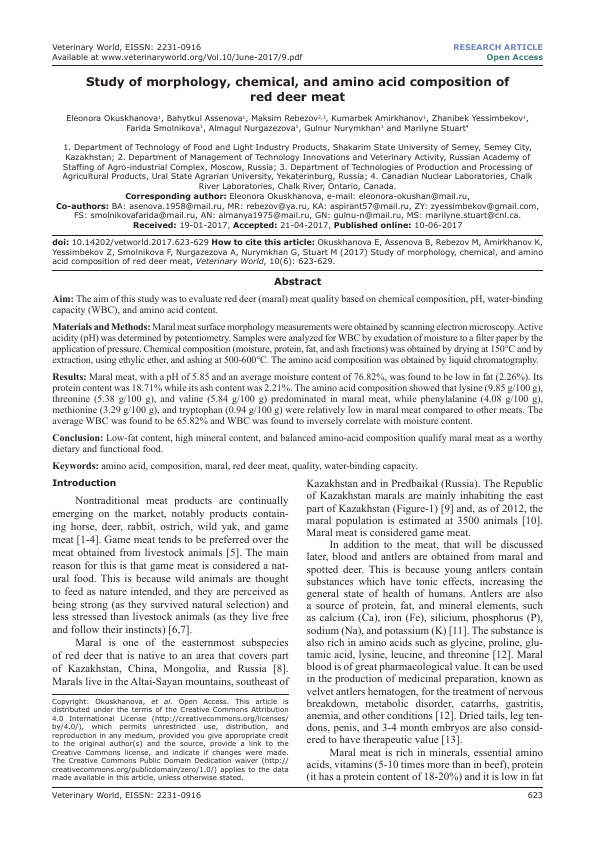 Veterinary World, EISSN: 2231-0916
Available at www.veterinaryworld.org/Vol.10/June-2017/9.pdf
RESEARCH ARTICLE
Open Access
Study of morphology, chemical, and amino acid composition of
red deer meat
Eleonora Okuskhanova1, Bahytkul Assenova1, Maksim Rebezov2,3, Kumarbek Amirkhanov1, Zhanibek Yessimbekov1,
Farida Smolnikova1, Almagul Nurgazezova1, Gulnur Nurymkhan1 and Marilyne Stuart4
1. Department of Technology of Food and Light Industry Products, Shakarim State University of Semey, Semey City,
Kazakhstan; 2. Department of Management of Technology Innovations and Veterinary Activity, Russian Academy of
Staffing of Agro-industrial Complex, Moscow, Russia; 3. Department of Technologies of Production and Processing of
Agricultural Products, Ural State Agrarian University, Yekaterinburg, Russia; 4. Canadian Nuclear Laboratories, Chalk
River Laboratories, Chalk River, Ontario, Canada.
Corresponding author: Eleonora Okuskhanova, e-mail: eleonora-okushan@mail.ru,
Co-authors: BA: asenova.1958@mail.ru, MR: rebezov@ya.ru, KA: aspirant57@mail.ru, ZY: zyessimbekov@gmail.com,
FS: smolnikovafarida@mail.ru, AN: almanya1975@mail.ru, GN: gulnu-n@mail.ru, MS: marilyne.stuart@cnl.ca.
Received: 19-01-2017, Accepted: 21-04-2017, Published online: 10-06-2017
doi: 10.14202/vetworld.2017.623-629 How to cite this article: Okuskhanova E, Assenova B, Rebezov M, Amirkhanov K,
Yessimbekov Z, Smolnikova F, Nurgazezova A, Nurymkhan G, Stuart M (2017) Study of morphology, chemical, and amino
acid composition of red deer meat, Veterinary World, 10(6): 623-629.
Abstract
Aim: The aim of this study was to evaluate red deer (maral) meat quality based on chemical composition, pH, water-binding
capacity (WBC), and amino acid content.
Materials and Methods: Maral meat surface morphology measurements were obtained by scanning electron microscopy. Active
acidity (pH) was determined by potentiometry. Samples were analyzed for WBC by exudation of moisture to a filter paper by the
application of pressure. Chemical composition (moisture, protein, fat, and ash fractions) was obtained by drying at 150°C and by
extraction, using ethylic ether, and ashing at 500-600°C. The amino acid composition was obtained by liquid chromatography.
Results: Maral meat, with a pH of 5.85 and an average moisture content of 76.82%, was found to be low in fat (2.26%). Its
protein content was 18.71% while its ash content was 2.21%. The amino acid composition showed that lysine (9.85 g/100 g),
threonine (5.38 g/100 g), and valine (5.84 g/100 g) predominated in maral meat, while phenylalanine (4.08 g/100 g),
methionine (3.29 g/100 g), and tryptophan (0.94 g/100 g) were relatively low in maral meat compared to other meats. The
average WBC was found to be 65.82% and WBC was found to inversely correlate with moisture content.
Conclusion: Low-fat content, high mineral content, and balanced amino-acid composition qualify maral meat as a worthy
dietary and functional food.
Keywords: amino acid, composition, maral, red deer meat, quality, water-binding capacity.
Introduction
Nontraditional meat products are continually
emerging on the market, notably products contain-
ing horse, deer, rabbit, ostrich, wild yak, and game
meat [1-4]. Game meat tends to be preferred over the
meat obtained from livestock animals [5]. The main
reason for this is that game meat is considered a nat-
ural food. This is because wild animals are thought
to feed as nature intended, and they are perceived as
being strong (as they survived natural selection) and
less stressed than livestock animals (as they live free
and follow their instincts) [6,7].
Maral is one of the easternmost subspecies
of red deer that is native to an area that covers part
of Kazakhstan, China, Mongolia, and Russia [8].
Marals live in the Altai-Sayan mountains, southeast of
Copyright: Okuskhanova, et al. Open Access. This article is
distributed under the terms of the Creative Commons Attribution
4.0 International License (http://creativecommons.org/licenses/
by/4.0/), which permits unrestricted use, distribution, and
reproduction in any medium, provided you give appropriate credit
to the original author(s) and the source, provide a link to the
Creative Commons license, and indicate if changes were made.
The Creative Commons Public Domain Dedication waiver (http://
creativecommons.org/publicdomain/zero/1.0/) applies to the data
made available in this article, unless otherwise stated.
Kazakhstan and in Predbaikal (Russia). The Republic
of Kazakhstan marals are mainly inhabiting the east
part of Kazakhstan (Figure-1) [9] and, as of 2012, the
maral population is estimated at 3500 animals [10].
Maral meat is considered game meat.
In addition to the meat, that will be discussed
later, blood and antlers are obtained from maral and
spotted deer. This is because young antlers contain
substances which have tonic effects, increasing the
general state of health of humans. Antlers are also
a source of protein, fat, and mineral elements, such
as calcium (Ca), iron (Fe), silicium, phosphorus (P),
sodium (Na), and potassium (K) [11]. The substance is
also rich in amino acids such as glycine, proline, glu-
tamic acid, lysine, leucine, and threonine [12]. Maral
blood is of great pharmacological value. It can be used
in the production of medicinal preparation, known as
velvet antlers hematogen, for the treatment of nervous
breakdown, metabolic disorder, catarrhs, gastritis,
anemia, and other conditions [12]. Dried tails, leg ten-
dons, penis, and 3-4 month embryos are also consid-
ered to have therapeutic value [13].
Maral meat is rich in minerals, essential amino
acids, vitamins (5-10 times more than in beef), protein
(it has a protein content of 18-20%) and it is low in fat
Veterinary World, EISSN: 2231-0916
623